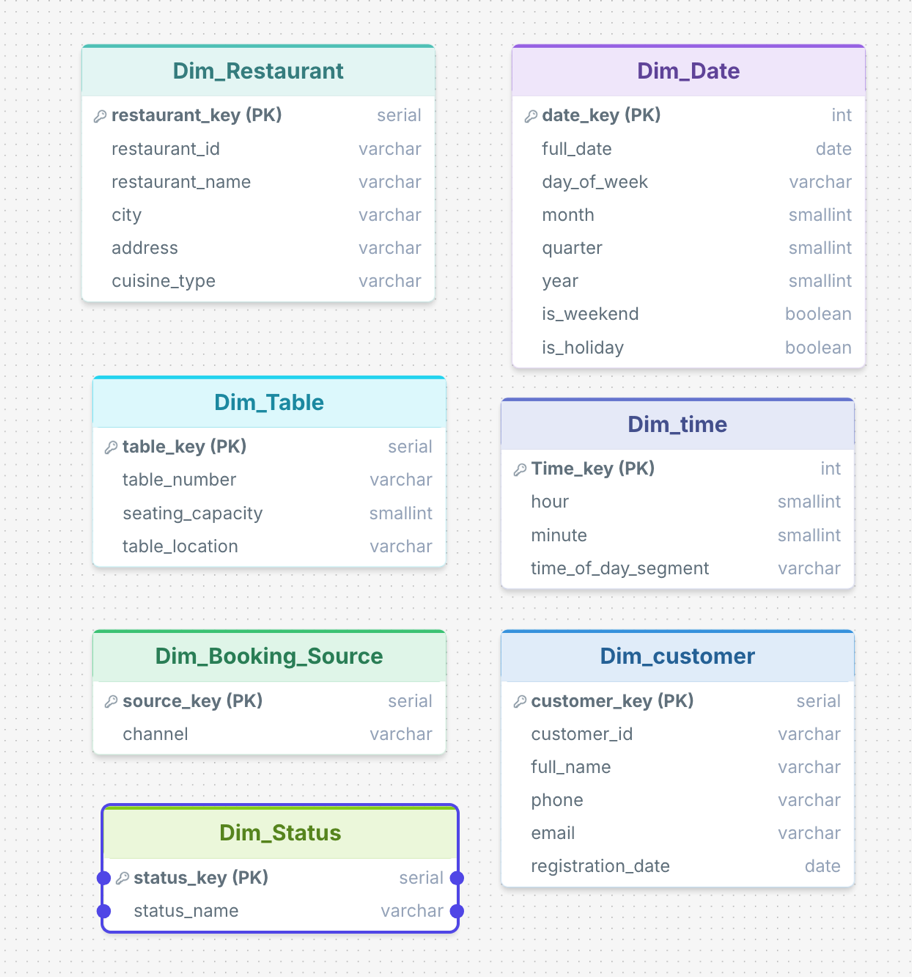 Dim_Restaurant
restaurant_key (PK) serial
restaurant_id varchar
restaurant_name varchar
city varchar
address varchar
cuisine_type varchar
Dim_Date
date_key (PK) int
full_date date
day_of_week varchar
month smallint
quarter smallint
year smallint
is_weekend boolean
is_holiday boolean
Dim_Table
table_key (PK) serial
table_number varchar
seating_capacity smallint
table_location varchar
Dim_time
Time_key (PK) int
hour smallint
minute smallint
time_of_day_segment varchar
Dim_Booking_Source
source_key (PK) serial
channel varchar
Dim_customer
customer_key (PK) serial
customer_id varchar
full_name varchar
phone varchar
email varchar
registration_date date
Dim_Status
status_key (PK) serial
status_name varchar